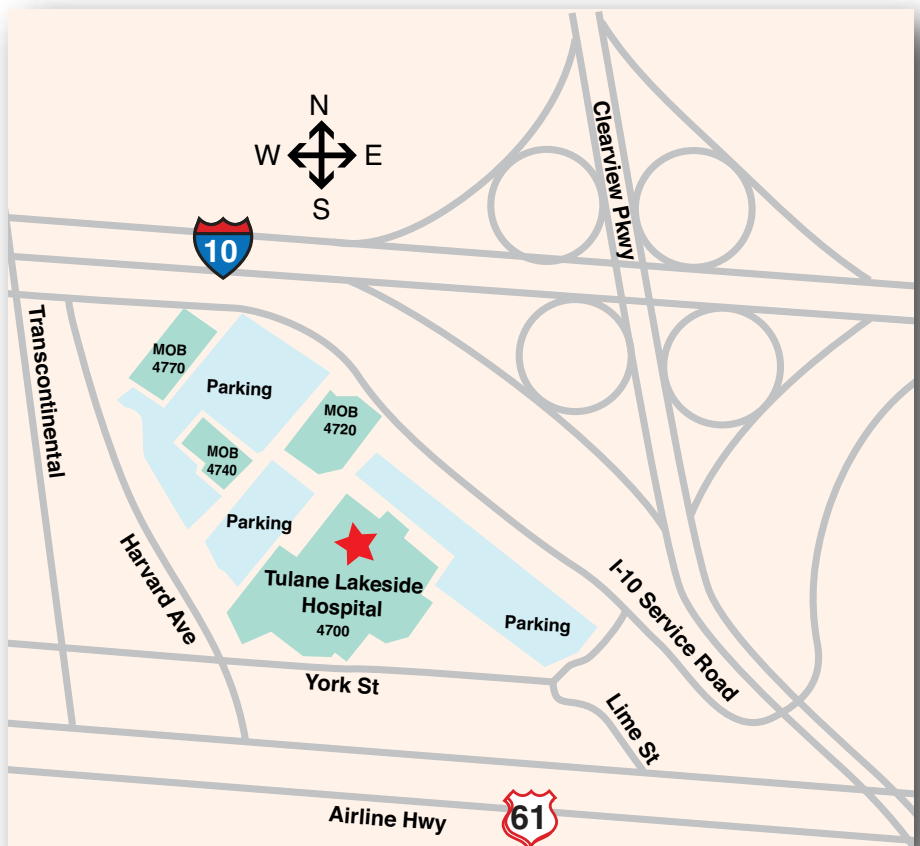 N
W
E
S
Clearview Pkwy
10
Transcontinental
MOB
4770
Parking
MOB
4720
MOB
4740
Parking
Harvard Ave
Tulane Lakeside
Hospital
4700
Parking
I-10 Service Road
York St
Lime St
Airline Hwy
61